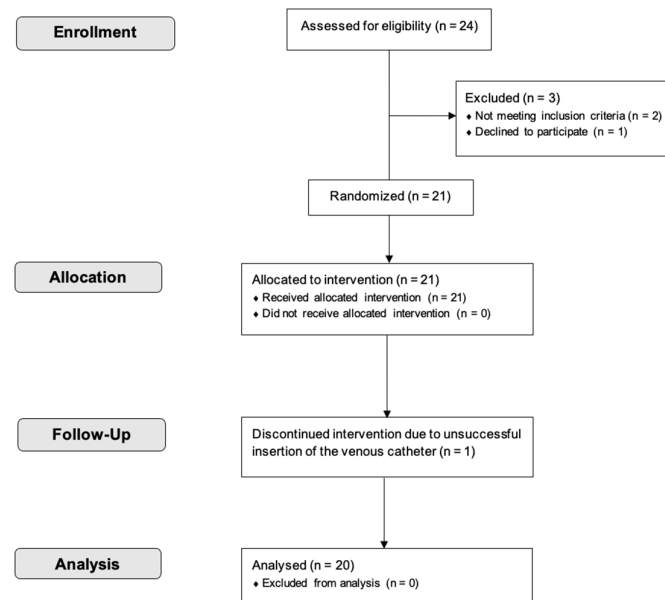 Enrollment
Assessed for eligibility (n = 24)
Excluded (n = 3)
♦ Not meeting inclusion criteria (n = 2)
♦ Declined to participate (n = 1)
Randomized (n = 21)
Allocation
Allocated to intervention (n = 21)
♦ Received allocated intervention (n = 21)
♦ Did not receive allocated intervention (n = 0)
Follow-Up
Discontinued intervention due to unsuccessful
insertion of the venous catheter (n = 1)
Analysis
Analysed (n = 20)
♦ Excluded from analysis (n = 0)